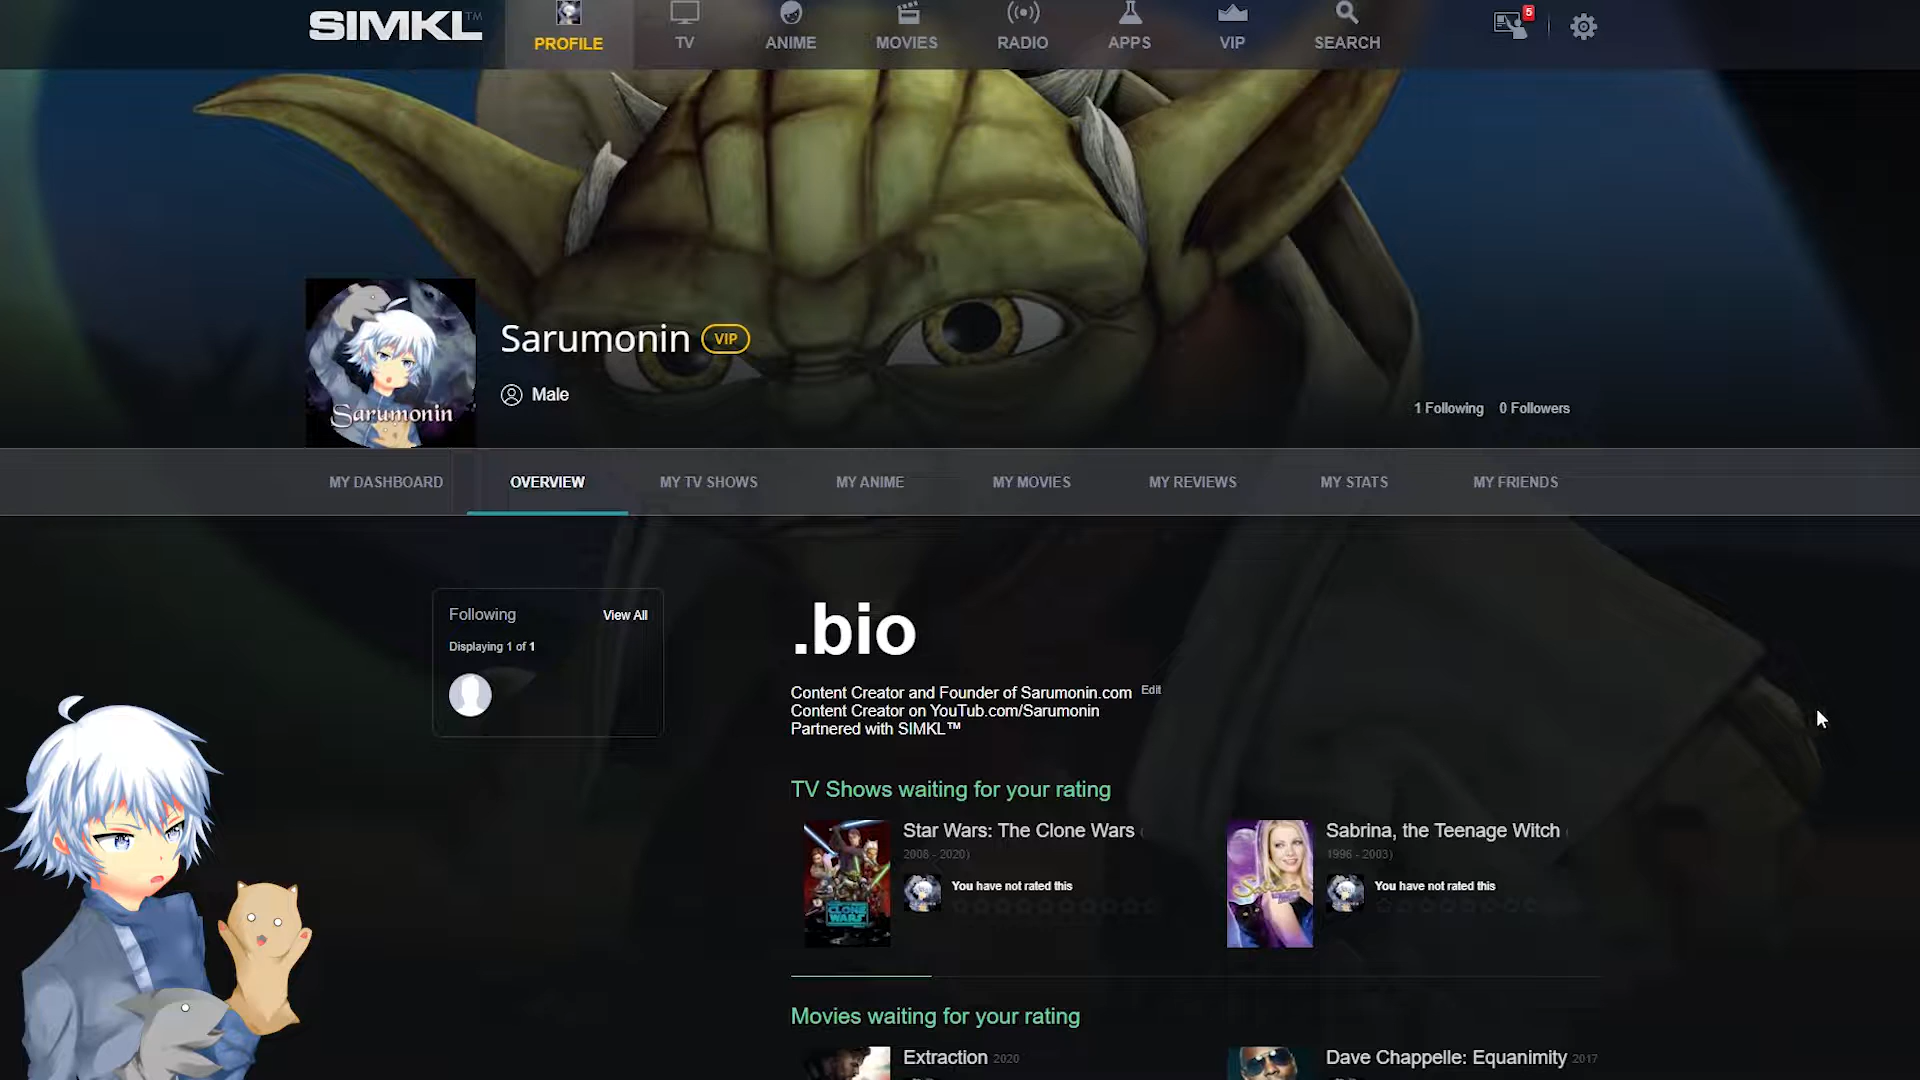 SIMKL™
PROFILE
TV
ANIME
MOVIES
RADIO
APPS
VIP
SEARCH
5
Sarumonin
Sarumonin VIP
Male
1 Following 0 Followers
MY DASHBOARD
OVERVIEW
MY TV SHOWS
MY ANIME
MY MOVIES
MY REVIEWS
MY STATS
MY FRIENDS
Following View All
Displaying 1 of 1
.bio
Content Creator and Founder of Sarumonin.com Edit
Content Creator on YouTub.com/Sarumonin
Partnered with SIMKL™
TV Shows waiting for your rating
Star Wars: The Clone Wars (
2008 - 2020)
You have not rated this
CLONE
WARS
Sabrina, the Teenage Witch (
1996 - 2003)
You have not rated this
Movies waiting for your rating
Extraction 2020
Dave Chappelle: Equanimity 2017